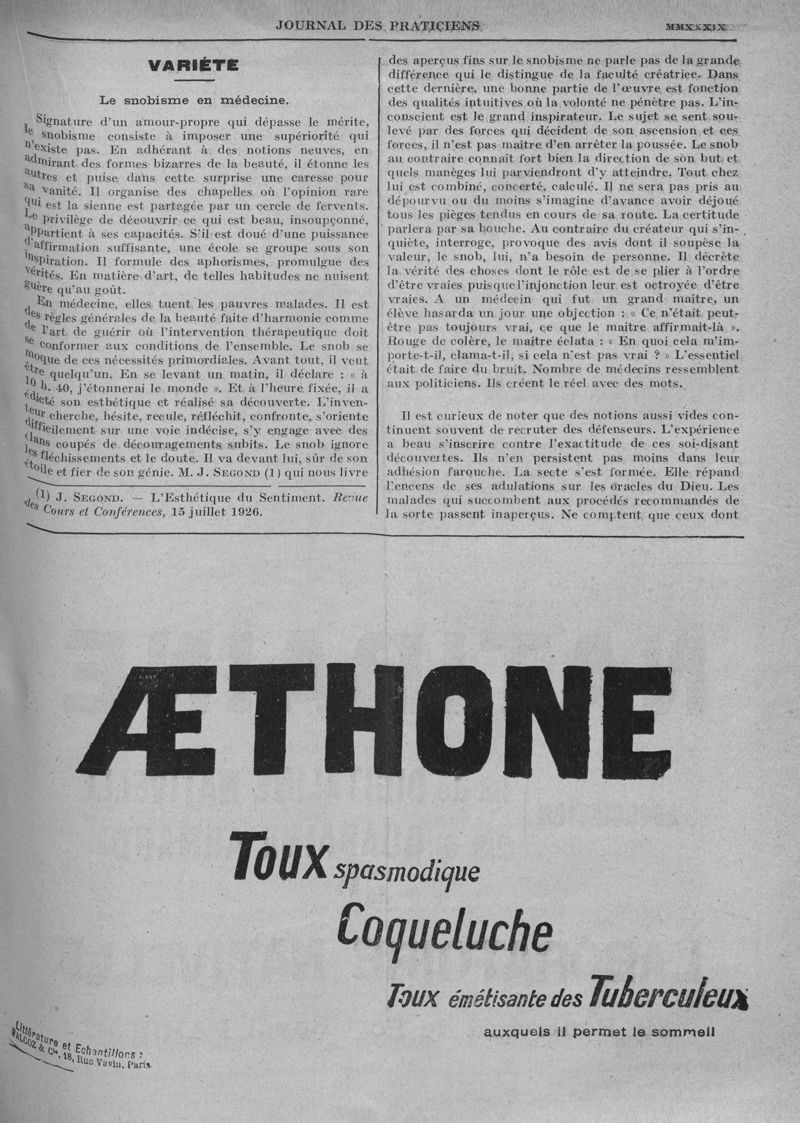 JOURNAL DES PRATICIENS
VARIÉTÉ
Le snobisme en médecine.
Signature d'un amour-propre qui dépasse le mérite,
le snobisme consiste à imposer une supériorité qui
n'existe pas. En adhérant à des notions neuves, en
admirant des formes bizarres de la beauté, il étonne les
autres et puise dans cette surprise une caresse pour
sa vanité. Il organise des chapelles où l'opinion rare
qui est la sienne est partagée par un cercle de fervents.
Le privilège de découvrir ce qui est beau, insoupçonné,
appartient à ses capacités. S'il est doué d'une puissance
d'affirmation suffisante, une école se groupe sous son
inspiration. Il formule des aphorismes, promulgue des
vérités. En matière d'art, de telles habitudes ne nuisent
guère qu'au goût.
En médecine, elles tuent les pauvres malades. Il est
des règles générales de la beauté faite d'harmonie comme
de l'art de guérir où l'intervention thérapeutique doit
se conformer aux conditions de l'ensemble. Le snob se
moque de ces nécessités primordiales. Avant tout, il veut
être quelqu'un. En se levant un matin, il déclare : « à
10 h. 40, j'étonnerai le monde ». Et à l'heure fixée, il a
édicté son esthétique et réalisé sa découverte. L'inven-
teur cherche, hésite, recule, réfléchit, confronte, s'oriente
difficilement sur une voie indécise, s'y engage avec des
élans coupés de découragements subits. Le snob ignore
les fléchissements et le doute. Il va devant lui, sûr de son
étoile et fier de son génie. M. J. SEGOND (1) qui nous livre
(1) J. SEGOND. — L'Esthétique du Sentiment. Revue
des Cours et Conférences, 15 juillet 1926.
des aperçus fins sur le snobisme ne parle pas de la grande
différence qui le distingue de la faculté créatrice. Dans
cette dernière, une bonne partie de l'œuvre est fonction
des qualités intuitives où la volonté ne pénètre pas. L'in-
conscient est le grand inspirateur. Le sujet se sent sou-
levé par des forces qui décident de son ascension et ces
forces, il n'est pas maître d'en arrêter la poussée. Le snob
au contraire connaît fort bien la direction de son but et
quels manèges lui parviendront d'y atteindre. Tout chez
lui est combiné, concerté, calculé. Il ne sera pas pris au
dépourvu ou du moins s'imagine d'avance avoir déjoué
tous les pièges tendus en cours de sa route. La certitude
parlera par sa bouche. Au contraire du créateur qui s'in-
quiète, interroge, provoque des avis dont il soupèse la
valeur, le snob, lui, n'a besoin de personne. Il décrète
la vérité des choses dont le rôle est de se plier à l'ordre
d'être vraies puisque l'injonction leur est octroyée d'être
vraies. A un médecin qui fut un grand maître, un
élève hasarda un jour une objection : « Ce n'était peut-
être pas toujours vrai, ce que le maître affirmait-là ».
Rouge de colère, le maître éclata : « En quoi cela m'im-
porte-t-il, clama-t-il, si cela n'est pas vrai ? » L'essentiel
était de faire du bruit. Nombre de médecins ressemblent
aux politiciens. Ils créent le réel avec des mots.
Il est curieux de noter que des notions aussi vides con-
tinuent souvent de recruter des défenseurs. L'expérience
a beau s'inscrire contre l'exactitude de ces soi-disant
découvertes. Ils n'en persistent pas moins dans leur
adhésion farouche. La secte s'est formée. Elle répand
l'encens de ses adulations sur les oracles du Dieu. Les
malades qui succombent aux procédés recommandés de
la sorte passent inaperçus. Ne comptent que ceux dont
ÆTHONE
Toux spasmodique
Coqueluche
Toux émétisante des Tuberculeux
auxquels il permet le sommeil
Littérature et Echantillons :
FALCOZ & Cie, 18, Rue Vavin, Paris